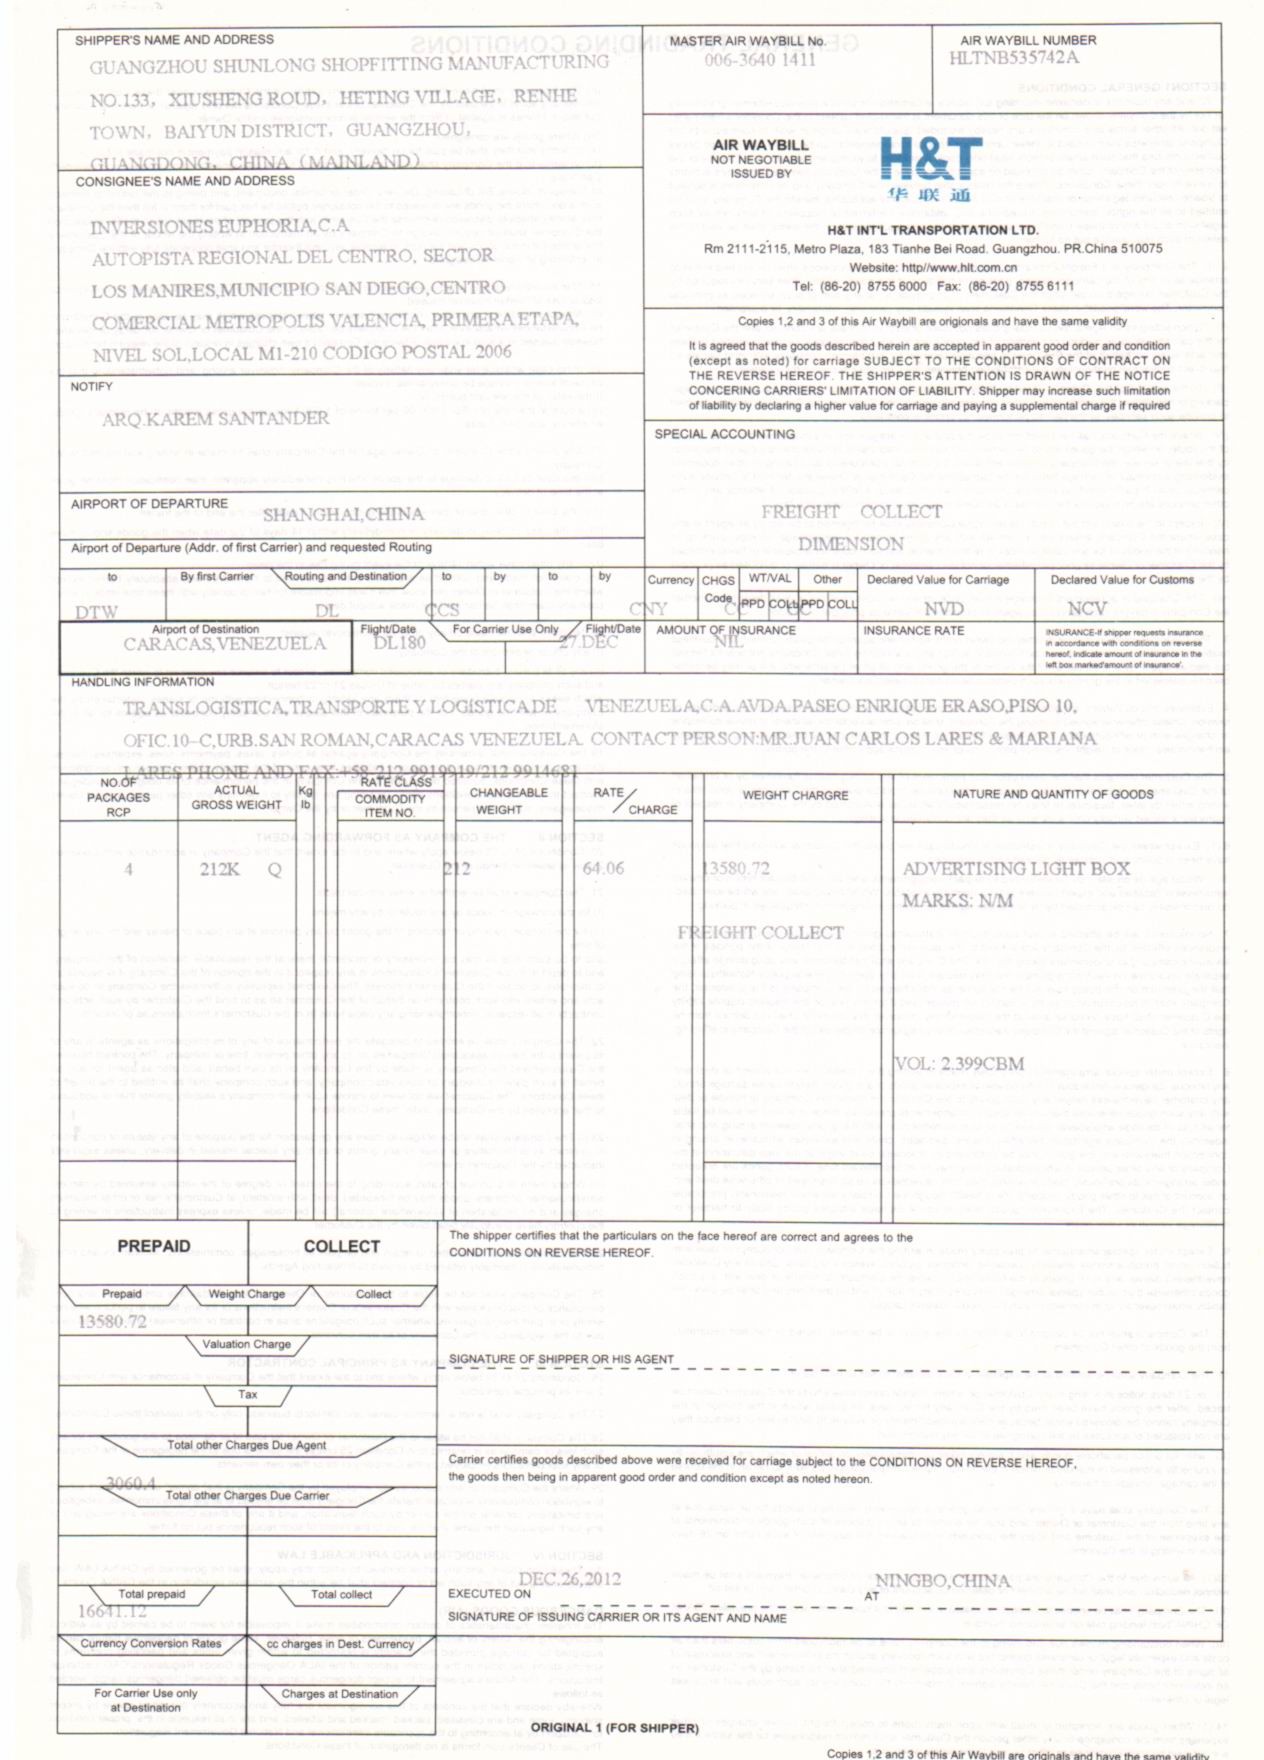 SHIPPER'S NAME AND ADDRESS
GUANGZHOU SHUNLONG SHOPFITTING MANUFACTURING
NO.133, XIUSHENG ROUD, HETING VILLAGE, RENHE
TOWN, BAIYUN DISTRICT, GUANGZHOU,
GUANGDONG, CHINA (MAINLAND)
MASTER AIR WAYBILL No.
006-3640 1411
AIR WAYBILL NUMBER
HLTNB535742A
AIR WAYBILL
NOT NEGOTIABLE
ISSUED BY
H&T
华联通
H&T INT'L TRANSPORTATION LTD.
Rm 2111-2115, Metro Plaza, 183 Tianhe Bei Road. Guangzhou. PR.China 510075
Website: http//www.hlt.com.cn
Tel: (86-20) 8755 6000 Fax: (86-20) 8755 6111
CONSIGNEE'S NAME AND ADDRESS
INVERSIONES EUPHORIA,C.A
AUTOPISTA REGIONAL DEL CENTRO, SECTOR
LOS MANIRES,MUNICIPIO SAN DIEGO,CENTRO
COMERCIAL METROPOLIS VALENCIA, PRIMERA ETAPA,
NIVEL SOL,LOCAL M1-210 CODIGO POSTAL 2006
Copies 1,2 and 3 of this Air Waybill are origionals and have the same validity
It is agreed that the goods described herein are accepted in apparent good order and condition
(except as noted) for carriage SUBJECT TO THE CONDITIONS OF CONTRACT ON
THE REVERSE HEREOF. THE SHIPPER'S ATTENTION IS DRAWN OF THE NOTICE
CONCERING CARRIERS' LIMITATION OF LIABILITY. Shipper may increase such limitation
of liability by declaring a higher value for carriage and paying a supplemental charge if required
NOTIFY
ARQ.KAREM SANTANDER
SPECIAL ACCOUNTING
FREIGHT COLLECT
DIMENSION
AIRPORT OF DEPARTURE
SHANGHAI,CHINA
Airport of Departure (Addr. of first Carrier) and requested Routing
to By first Carrier Routing and Destination to by to by Currency CHGS Code WT/VAL Other Declared Value for Carriage Declared Value for Customs
PPD COLL PPD COLL
DTW DL CCS CNY CC CC NVD NCV
Airport of Destination Flight/Date For Carrier Use Only Flight/Date AMOUNT OF INSURANCE INSURANCE RATE
CARACAS,VENEZUELA DL180 27.DEC NIL
INSURANCE-If shipper requests insurance
in accordance with conditions on reverse
hereof, indicate amount of insurance in the
left box marked'amount of insurance'.
HANDLING INFORMATION
TRANSLOGISTICA,TRANSPORTE Y LOGÍSTICA DE VENEZUELA,C.A.AVDA.PASEO ENRIQUE ERASO,PISO 10,
OFIC.10-C,URB.SAN ROMAN,CARACAS VENEZUELA. CONTACT PERSON:MR.JUAN CARLOS LARES & MARIANA
LARES PHONE AND FAX:+58-212-9919919/212 9914681
NO.OF PACKAGES RCP
ACTUAL GROSS WEIGHT
Kg lb
RATE CLASS
COMMODITY ITEM NO.
CHANGEABLE WEIGHT
RATE / CHARGE
WEIGHT CHARGRE
NATURE AND QUANTITY OF GOODS
4 212K Q 212 64.06 13580.72 ADVERTISING LIGHT BOX
MARKS: N/M
FREIGHT COLLECT
VOL: 2.399CBM
PREPAID COLLECT
The shipper certifies that the particulars on the face hereof are correct and agrees to the
CONDITIONS ON REVERSE HEREOF.
Prepaid Weight Charge Collect
13580.72
Valuation Charge
SIGNATURE OF SHIPPER OR HIS AGENT
Tax
Total other Charges Due Agent
3060.4
Carrier certifies goods described above were received for carriage subject to the CONDITIONS ON REVERSE HEREOF,
the goods then being in apparent good order and condition except as noted hereon.
Total other Charges Due Carrier
Total prepaid Total collect
16641.12
DEC.26,2012 NINGBO,CHINA
EXECUTED ON AT
SIGNATURE OF ISSUING CARRIER OR ITS AGENT AND NAME
Currency Conversion Rates cc charges in Dest. Currency
For Carrier Use only
at Destination
Charges at Destination
ORIGINAL 1 (FOR SHIPPER)
Copies 1,2 and 3 of this Air Waybill are originals and have the same validity